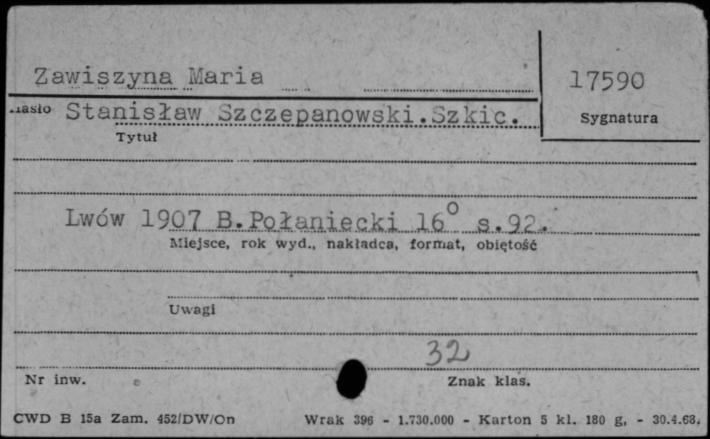 Zawiszyna Maria
17590
Hasło Stanisław Szczepanowski.Szkic.
Sygnatura
Tytuł
Lwów 1907 B.Połaniecki 16° s.92.
Miejsce, rok wyd., nakładca, format, objętość
Uwagi
32
Nr inw.
Znak klas.
CWD B 15a Zam. 452/DW/On Wrak 396 - 1.730.000 - Karton 5 kl. 180 g, - 30.4.68.